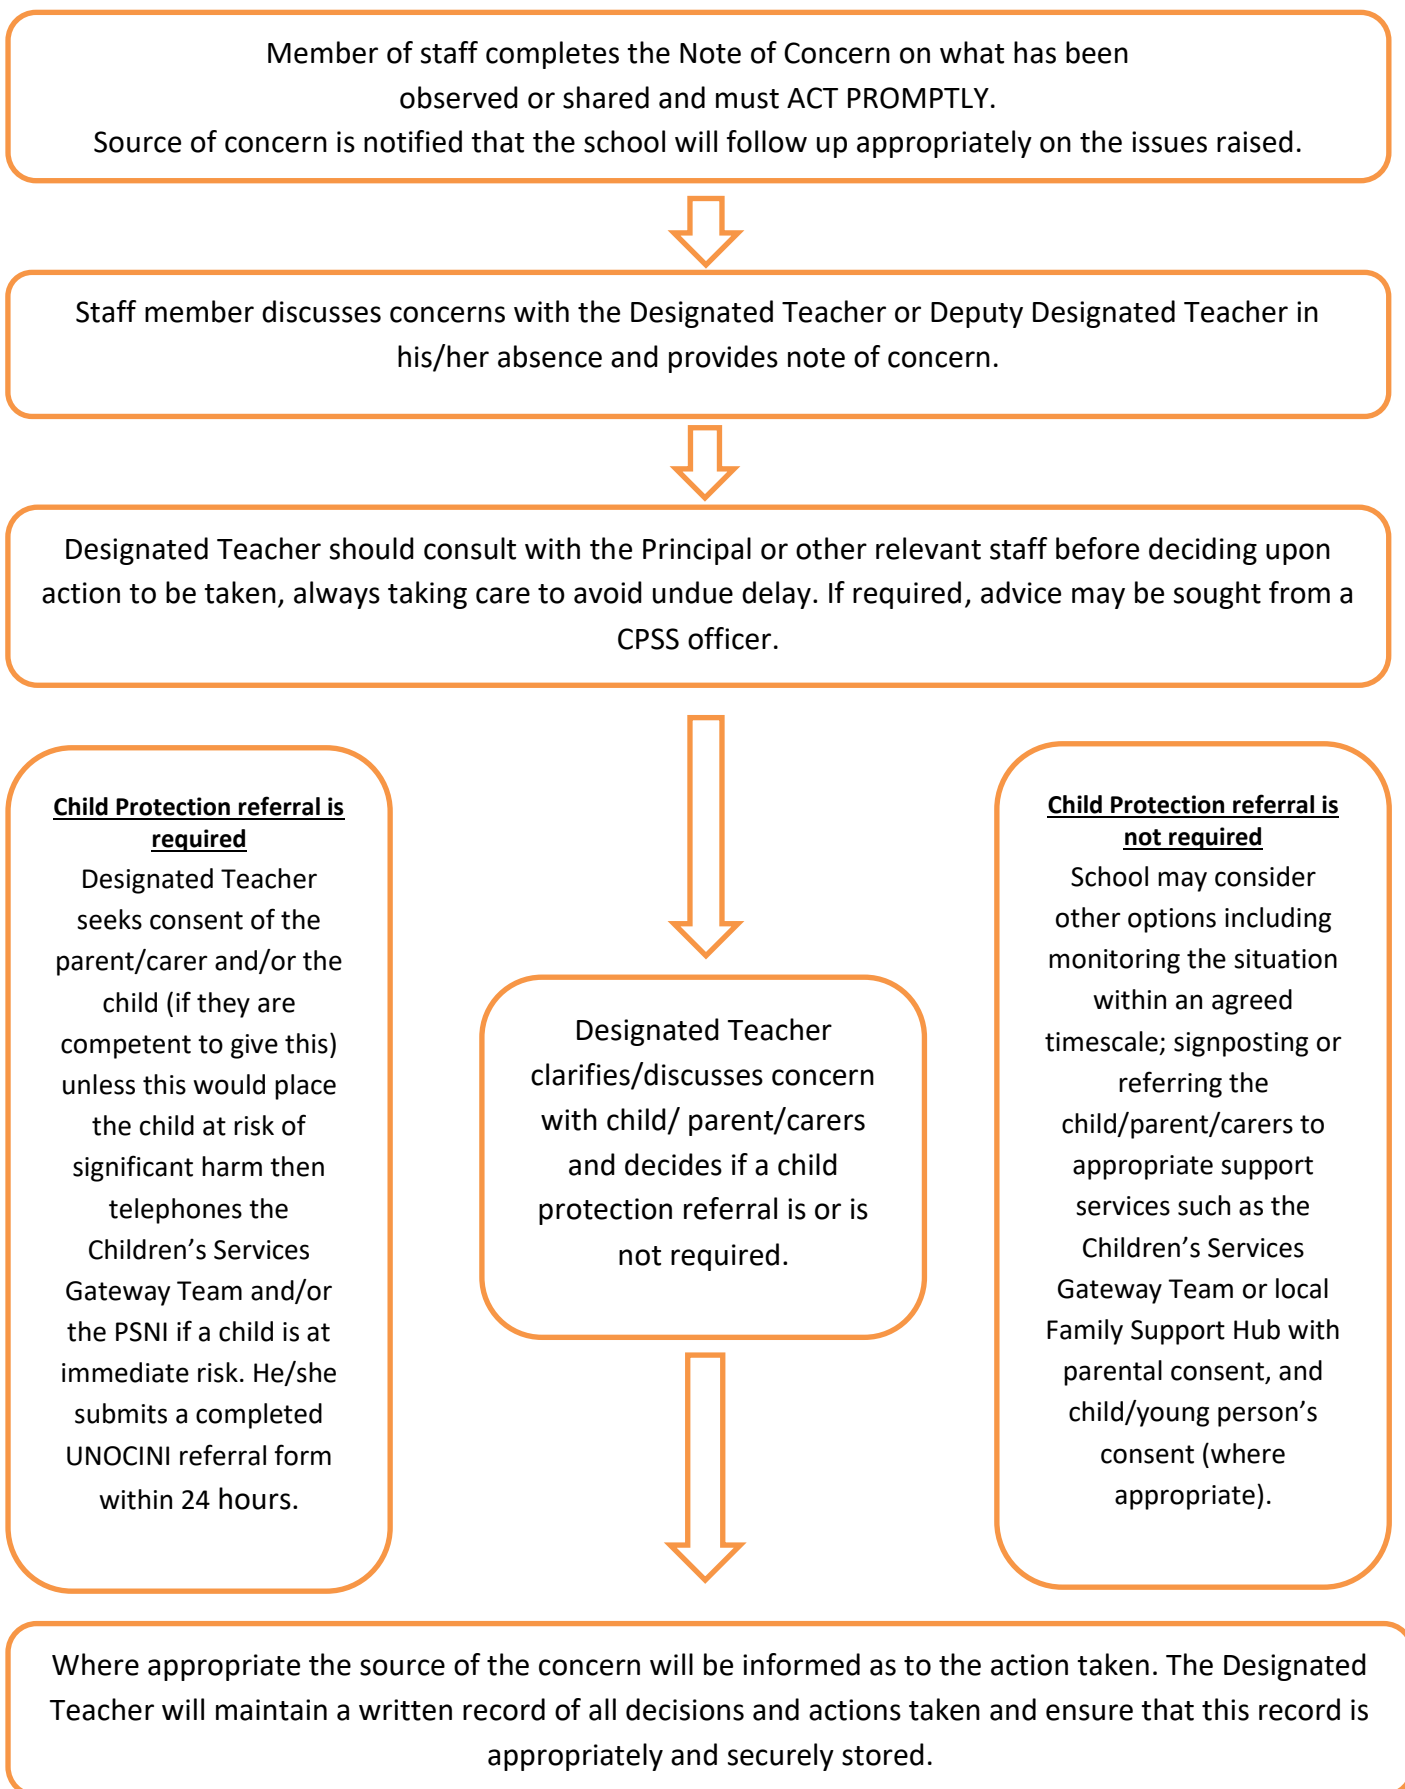 Member of staff completes the Note of Concern on what has been
observed or shared and must ACT PROMPTLY.
Source of concern is notified that the school will follow up appropriately on the issues raised.
Staff member discusses concerns with the Designated Teacher or Deputy Designated Teacher in
his/her absence and provides note of concern.
Designated Teacher should consult with the Principal or other relevant staff before deciding upon
action to be taken, always taking care to avoid undue delay. If required, advice may be sought from a
CPSS officer.
Child Protection referral is
required
Designated Teacher
seeks consent of the
parent/carer and/or the
child (if they are
competent to give this)
unless this would place
the child at risk of
significant harm then
telephones the
Children’s Services
Gateway Team and/or
the PSNI if a child is at
immediate risk. He/she
submits a completed
UNOCINI referral form
within 24 hours.
Designated Teacher
clarifies/discusses concern
with child/ parent/carers
and decides if a child
protection referral is or is
not required.
Child Protection referral is
not required
School may consider
other options including
monitoring the situation
within an agreed
timescale; signposting or
referring the
child/parent/carers to
appropriate support
services such as the
Children’s Services
Gateway Team or local
Family Support Hub with
parental consent, and
child/young person’s
consent (where
appropriate).
Where appropriate the source of the concern will be informed as to the action taken. The Designated
Teacher will maintain a written record of all decisions and actions taken and ensure that this record is
appropriately and securely stored.